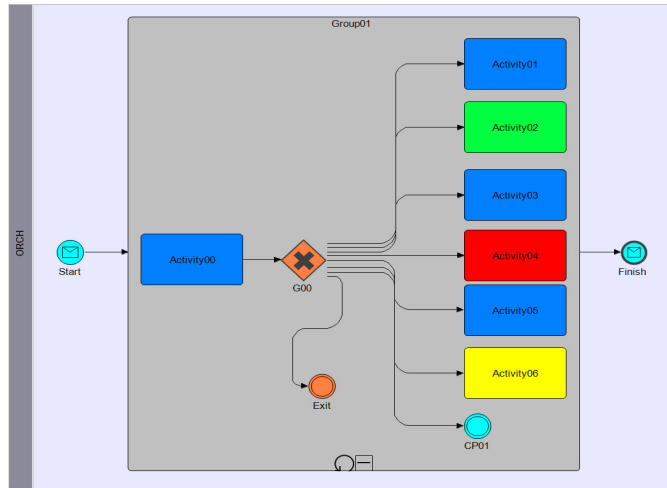 Group01
ORCH
Start
Activity00
G00
Activity01
Activity02
Activity03
Activity04
Activity05
Activity06
Exit
CP01
Finish